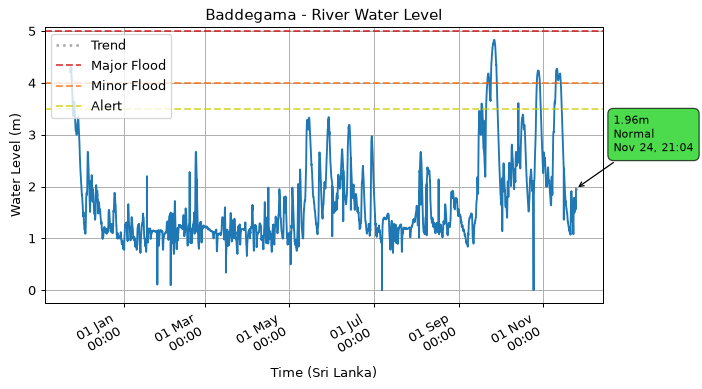 Baddegama - River Water Level
Trend
Major Flood
Minor Flood
Alert
5
4
3
2
1
0
Water Level (m)
1.96m
Normal
Nov 24, 21:04
01 Jan
00:00
01 Mar
00:00
01 May
00:00
01 Jul
00:00
01 Sep
00:00
01 Nov
00:00
Time (Sri Lanka)